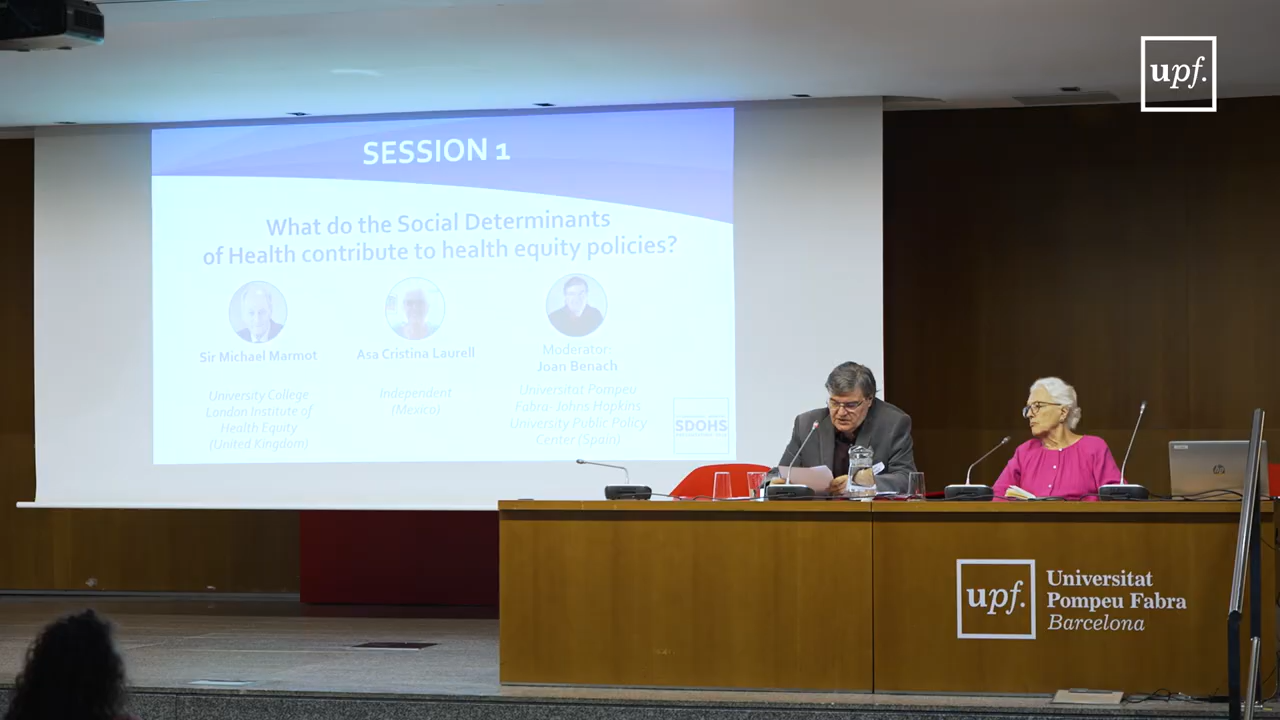 upf.
SESSION 1
What do the Social Determinants
of Health contribute to health equity policies?
Sir Michael Marmot
University College
London Institute of
Health Equity
(United Kingdom)
Asa Cristina Laurell
Independent
(Mexico)
Moderator:
Joan Benach
Universitat Pompeu
Fabra- Johns Hopkins
University Public Policy
Center (Spain)
SDOHS
hp
upf.
Universitat
Pompeu Fabra
Barcelona